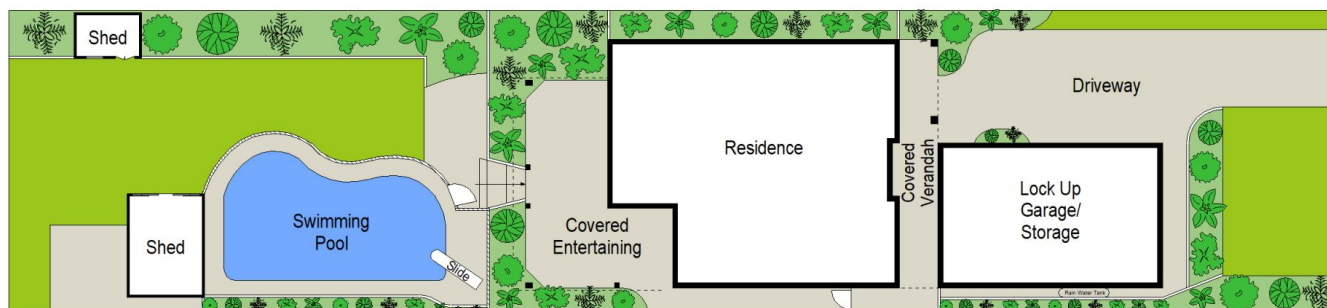 Shed
Driveway
Residence
Covered
Verandah
Lock Up
Garage/
Storage
Swimming
Pool
Covered
Entertaining
Shed
Slide
Rain Water Tank